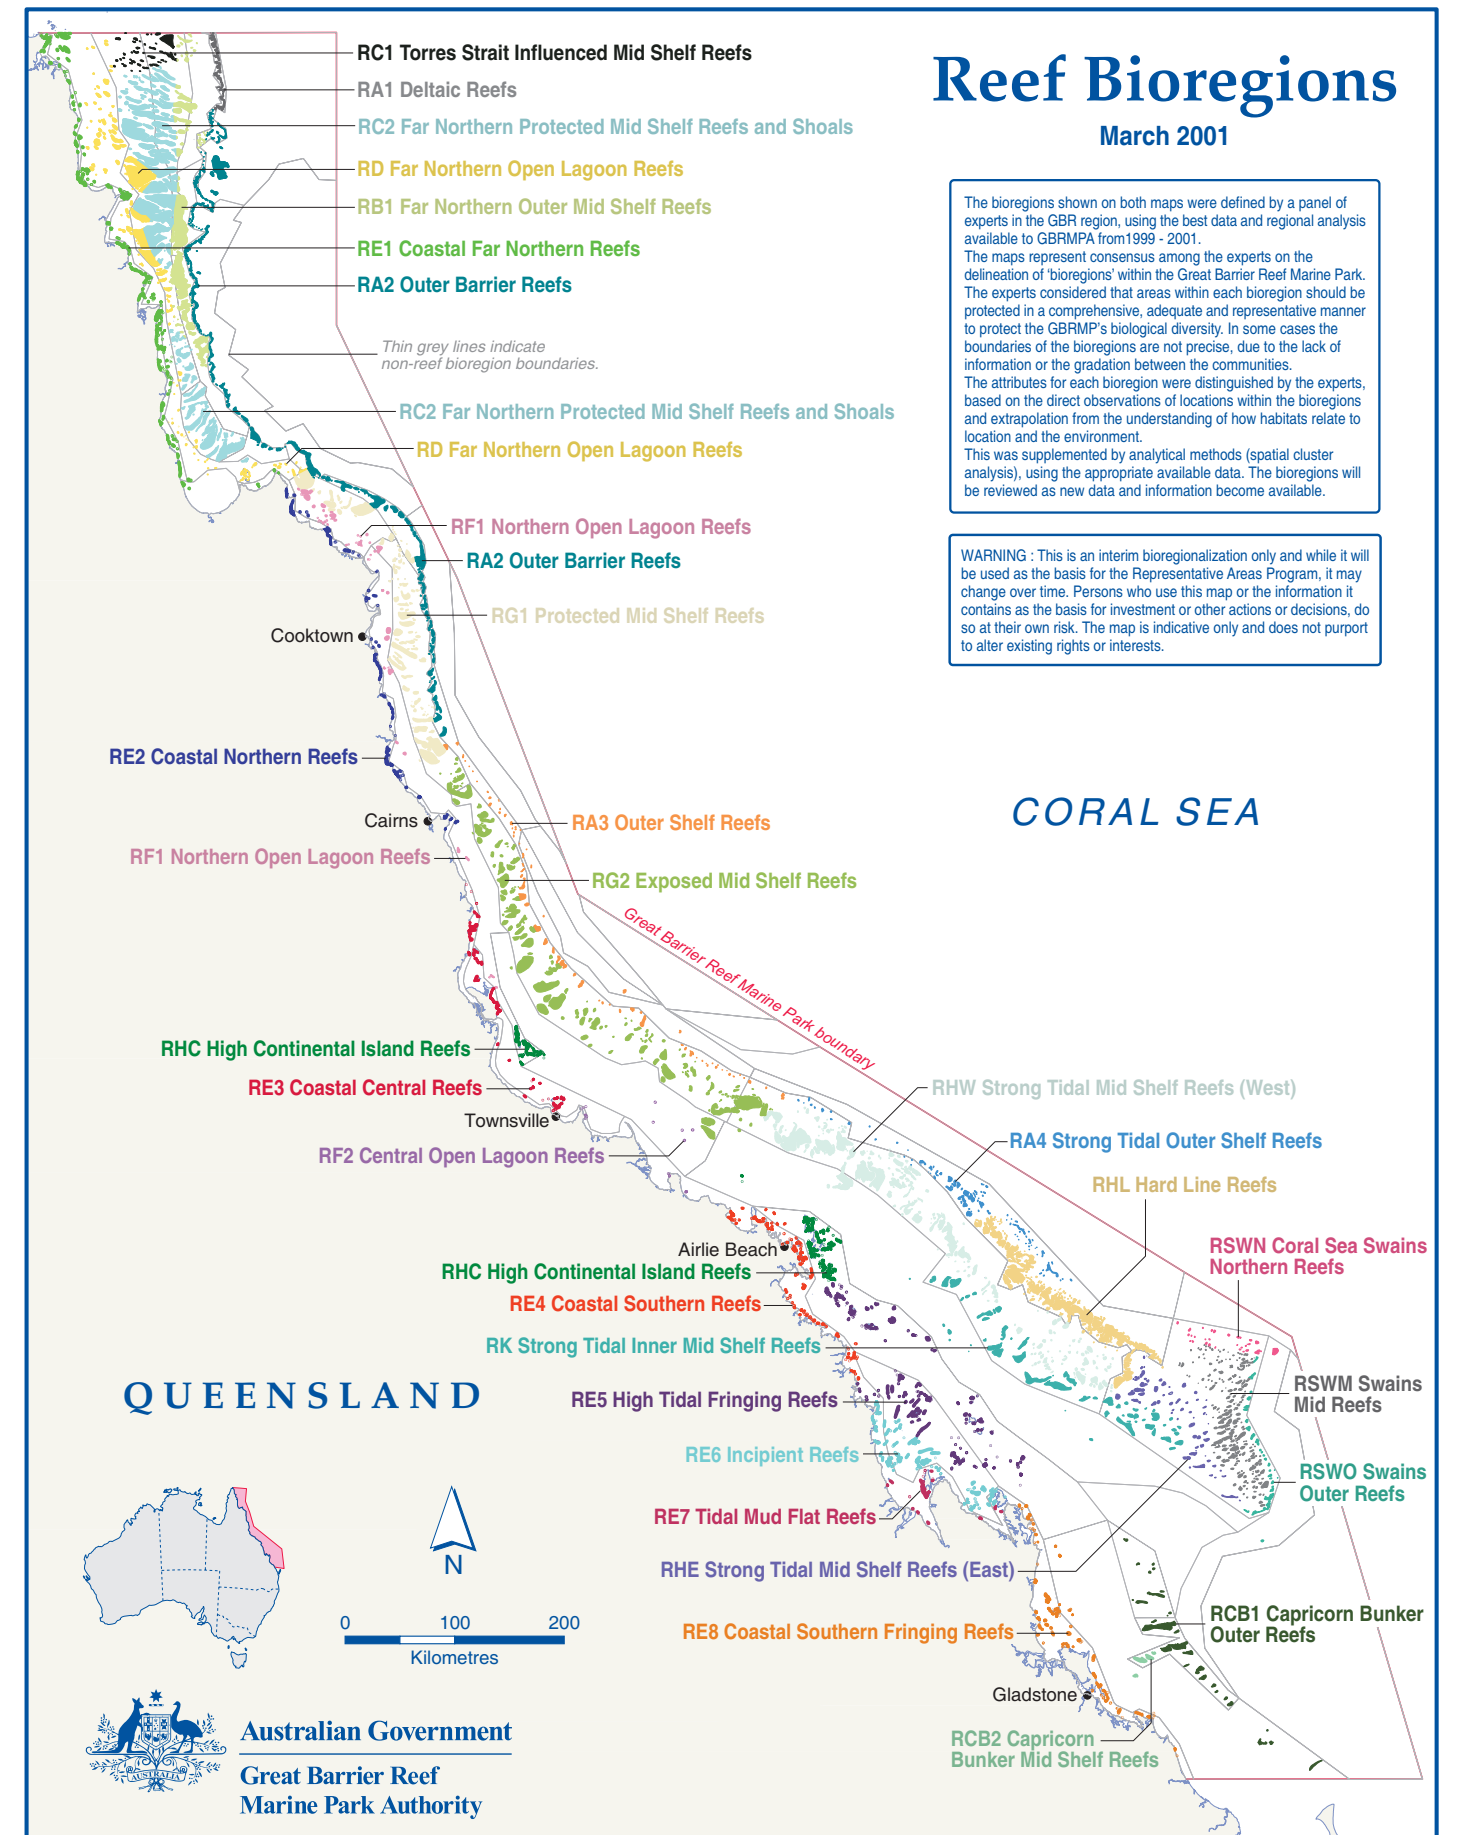 Reef Bioregions
March 2001
RC1 Torres Strait Influenced Mid Shelf Reefs
RA1 Deltaic Reefs
RC2 Far Northern Protected Mid Shelf Reefs and Shoals
RD Far Northern Open Lagoon Reefs
RB1 Far Northern Outer Mid Shelf Reefs
RE1 Coastal Far Northern Reefs
RA2 Outer Barrier Reefs
Thin grey lines indicate
non-reef bioregion boundaries.
RC2 Far Northern Protected Mid Shelf Reefs and Shoals
RD Far Northern Open Lagoon Reefs
The bioregions shown on both maps were defined by a panel of
experts in the GBR region, using the best data and regional analysis
available to GBRMPA from1999 - 2001.
The maps represent consensus among the experts on the
delineation of ‘bioregions’ within the Great Barrier Reef Marine Park.
The experts considered that areas within each bioregion should be
protected in a comprehensive, adequate and representative manner
to protect the GBRMP's biological diversity. In some cases the
boundaries of the bioregions are not precise, due to the lack of
information or the gradation between the communities.
The attributes for each bioregion were distinguished by the experts,
based on the direct observations of locations within the bioregions
and extrapolation from the understanding of how habitats relate to
location and the environment.
This was supplemented by analytical methods (spatial cluster
analysis), using the appropriate available data. The bioregions will
be reviewed as new data and information become available.
RF1 Northern Open Lagoon Reefs
RA2 Outer Barrier Reefs
WARNING : This is an interim bioregionalization only and while it will
be used as the basis for the Representative Areas Program, it may
change over time. Persons who use this map or the information it
contains as the basis for investment or other actions or decisions, do
so at their own risk. The map is indicative only and does not purport
to alter existing rights or interests.
RG1 Protected Mid Shelf Reefs
Cooktown
RE2 Coastal Northern Reefs
CORAL SEA
Cairns
RA3 Outer Shelf Reefs
RF1 Northern Open Lagoon Reefs
RG2 Exposed Mid Shelf Reefs
Great Barrier Reef Marine Park boundary
RHC High Continental Island Reefs
RE3 Coastal Central Reefs
RHW Strong Tidal Mid Shelf Reefs (West)
Townsville
RA4 Strong Tidal Outer Shelf Reefs
RF2 Central Open Lagoon Reefs
RHL Hard Line Reefs
Airlie Beach
RSWN Coral Sea Swains
Northern Reefs
RHC High Continental Island Reefs
RE4 Coastal Southern Reefs
RK Strong Tidal Inner Mid Shelf Reefs
QUEENSLAND
RE5 High Tidal Fringing Reefs
RSWM Swains
Mid Reefs
RE6 Incipient Reefs
RSWO Swains
Outer Reefs
RE7 Tidal Mud Flat Reefs
N
RHE Strong Tidal Mid Shelf Reefs (East)
0 100 200
Kilometres
RCB1 Capricorn Bunker
Outer Reefs
RE8 Coastal Southern Fringing Reefs
Gladstone
RCB2 Capricorn
Bunker Mid Shelf Reefs
AUSTRALIA
Australian Government
Great Barrier Reef
Marine Park Authority